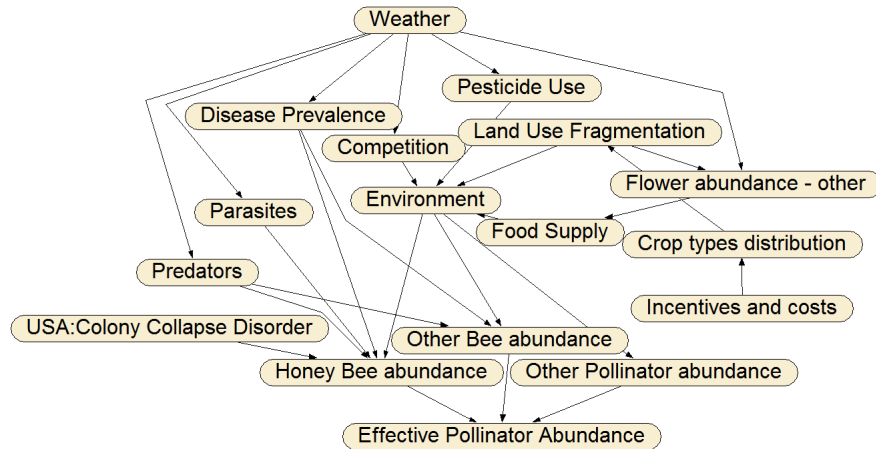 Weather
Pesticide Use
Disease Prevalence
Land Use Fragmentation
Competition
Flower abundance - other
Environment
Parasites
Food Supply
Crop types distribution
Predators
Incentives and costs
USA:Colony Collapse Disorder
Other Bee abundance
Honey Bee abundance
Other Pollinator abundance
Effective Pollinator Abundance